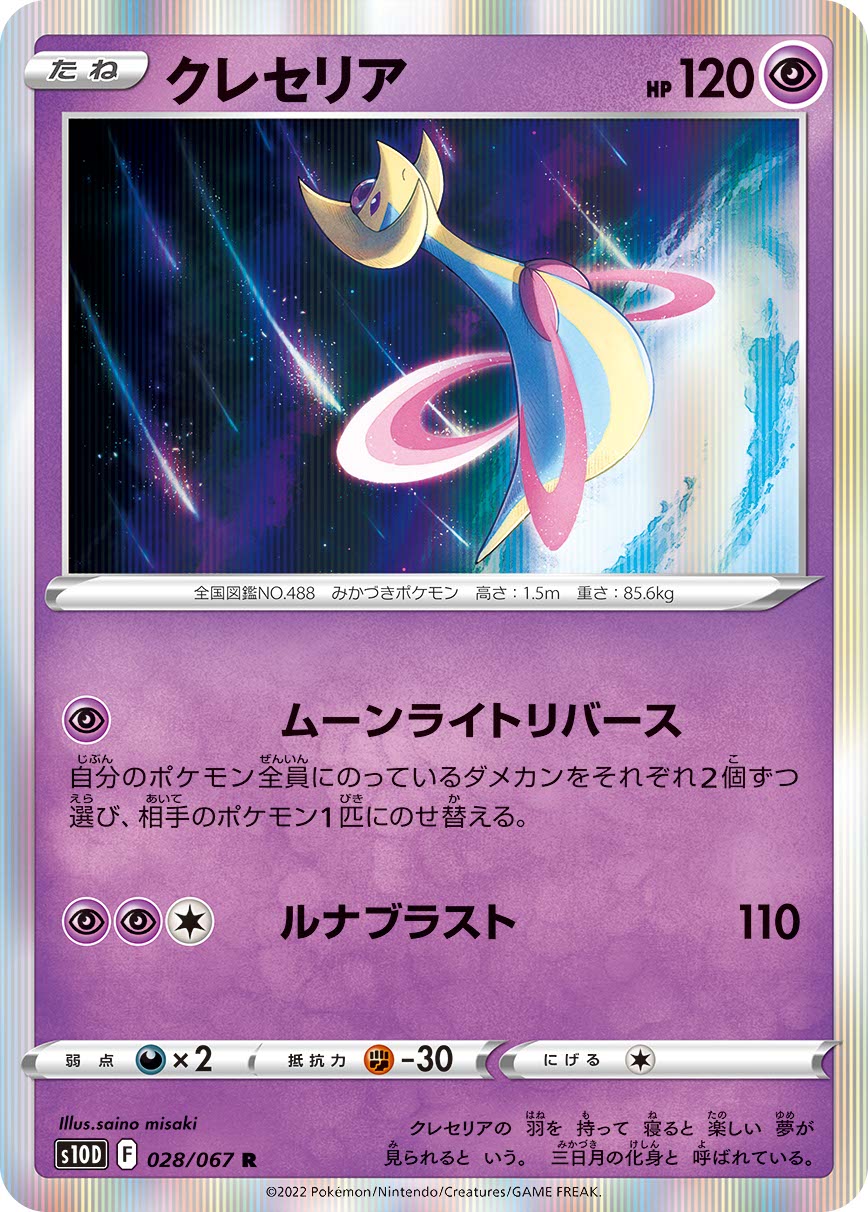 たね クレセリア HP 120
全国図鑑NO.488 みかづきポケモン 高さ：1.5m 重さ：85.6kg
ムーンライトリバース
自分のポケモン全員にのっているダメカンをそれぞれ2個ずつ
選び、相手のポケモン1匹にのせ替える。
ルナブラスト 110
弱点 ×2 抵抗力 -30 にげる
Illus.saino misaki
s10D F 028/067 R
クレセリアの 羽を 持って 寝ると 楽しい 夢が
見られると いう。 三日月の化身と 呼ばれている。
©2022 Pokémon/Nintendo/Creatures/GAME FREAK.